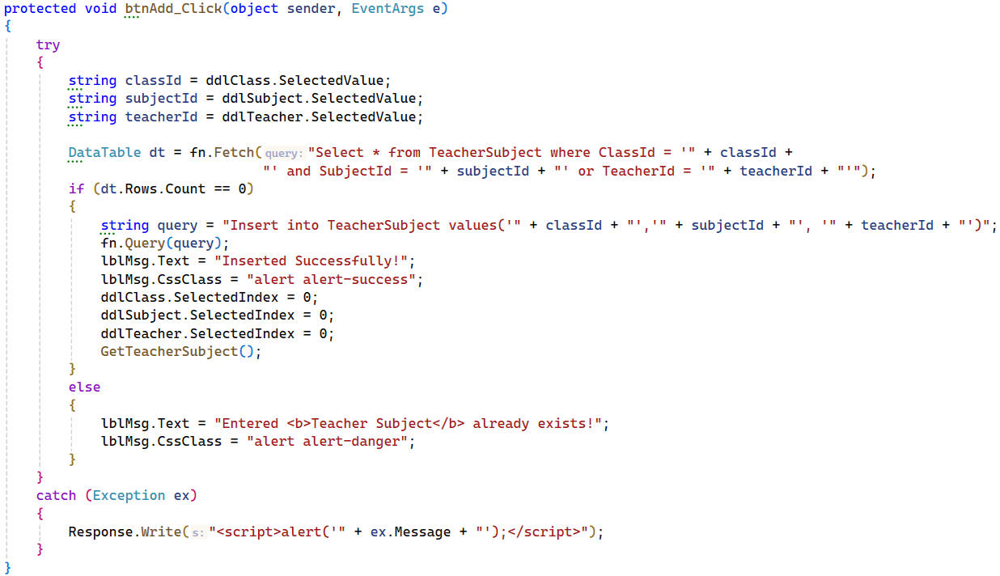 protected void btnAdd_Click(object sender, EventArgs e)
{
    try
    {
        string classId = ddlClass.SelectedValue;
        string subjectId = ddlSubject.SelectedValue;
        string teacherId = ddlTeacher.SelectedValue;

        DataTable dt = fn.Fetch(query: "Select * from TeacherSubject where ClassId = '" + classId +
                                "' and SubjectId = '" + subjectId + "' or TeacherId = '" + teacherId + "'");
        if (dt.Rows.Count == 0)
        {
            string query = "Insert into TeacherSubject values('" + classId + "','" + subjectId + "', '" + teacherId + "')";
            fn.Query(query);
            lblMsg.Text = "Inserted Successfully!";
            lblMsg.CssClass = "alert alert-success";
            ddlClass.SelectedIndex = 0;
            ddlSubject.SelectedIndex = 0;
            ddlTeacher.SelectedIndex = 0;
            GetTeacherSubject();
        }
        else
        {
            lblMsg.Text = "Entered <b>Teacher Subject</b> already exists!";
            lblMsg.CssClass = "alert alert-danger";
        }
    }
    catch (Exception ex)
    {
        Response.Write(s: "<script>alert('" + ex.Message + "');</script>");
    }
}